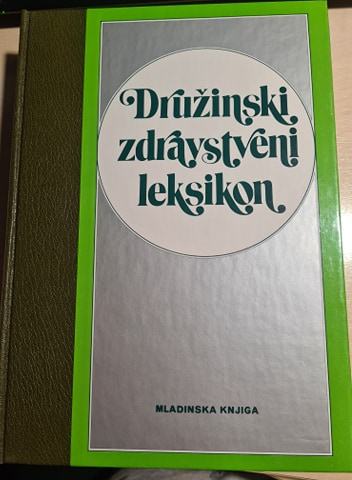 Družinski
zdravstveni
leksikon
MLADINSKA KNJIGA